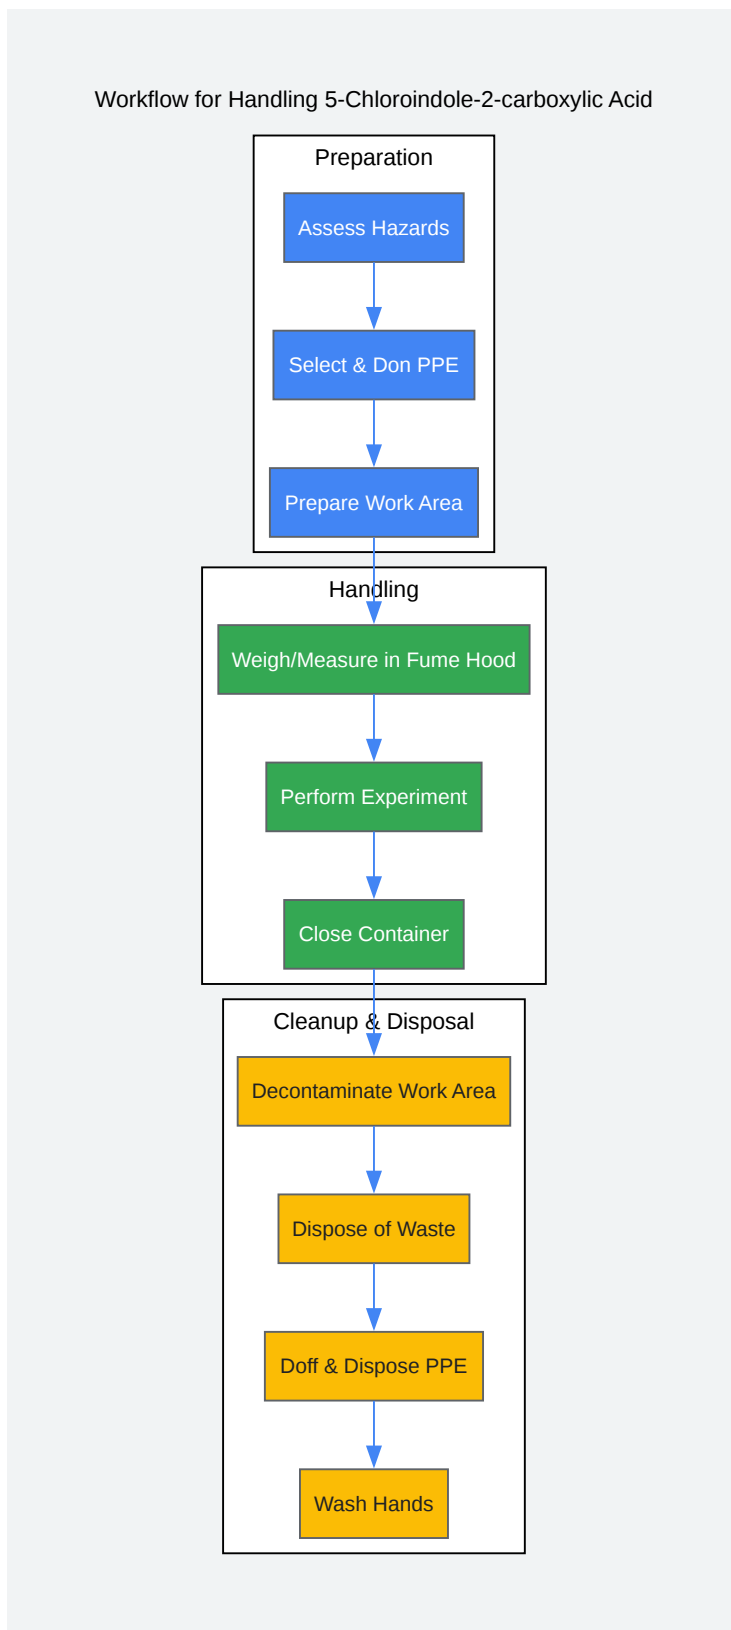 Workflow for Handling 5-Chloroindole-2-carboxylic Acid
Preparation
Assess Hazards
Select & Don PPE
Prepare Work Area
Handling
Weigh/Measure in Fume Hood
Perform Experiment
Close Container
Cleanup & Disposal
Decontaminate Work Area
Dispose of Waste
Doff & Dispose PPE
Wash Hands